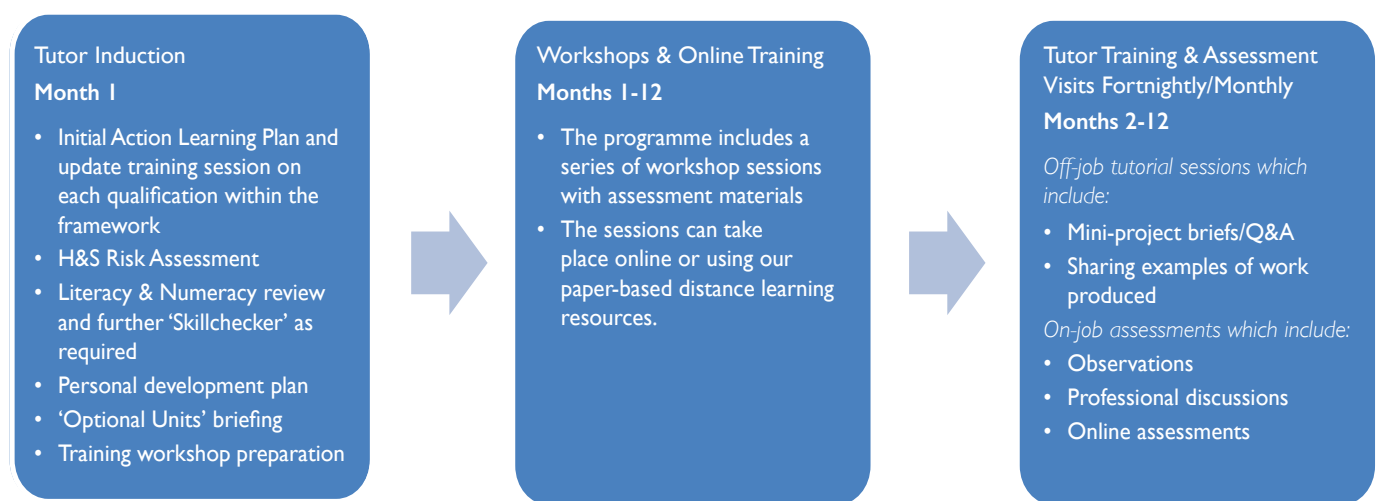 Tutor Induction
Month 1
• Initial Action Learning Plan and
update training session on
each qualification within the
framework
• H&S Risk Assessment
• Literacy & Numeracy review
and further ‘Skillchecker’ as
required
• Personal development plan
• ‘Optional Units’ briefing
• Training workshop preparation
Workshops & Online Training
Months 1-12
• The programme includes a
series of workshop sessions
with assessment materials
• The sessions can take
place online or using our
paper-based distance learning
resources.
Tutor Training & Assessment
Visits Fortnightly/Monthly
Months 2-12
Off-job tutorial sessions which
include:
• Mini-project briefs/Q&A
• Sharing examples of work
produced
On-job assessments which include:
• Observations
• Professional discussions
• Online assessments